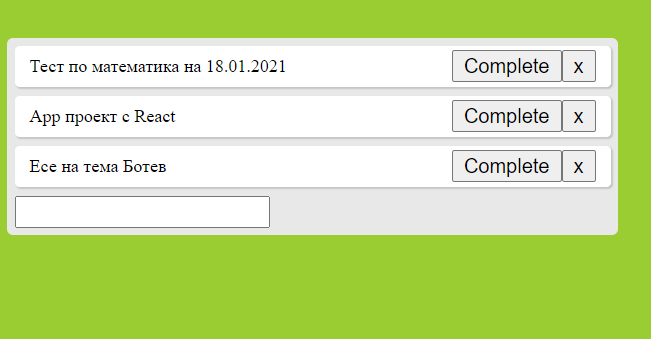 Тест по математика на 18.01.2021 Complete x
App проект с React Complete x
Есе на тема Ботев Complete x